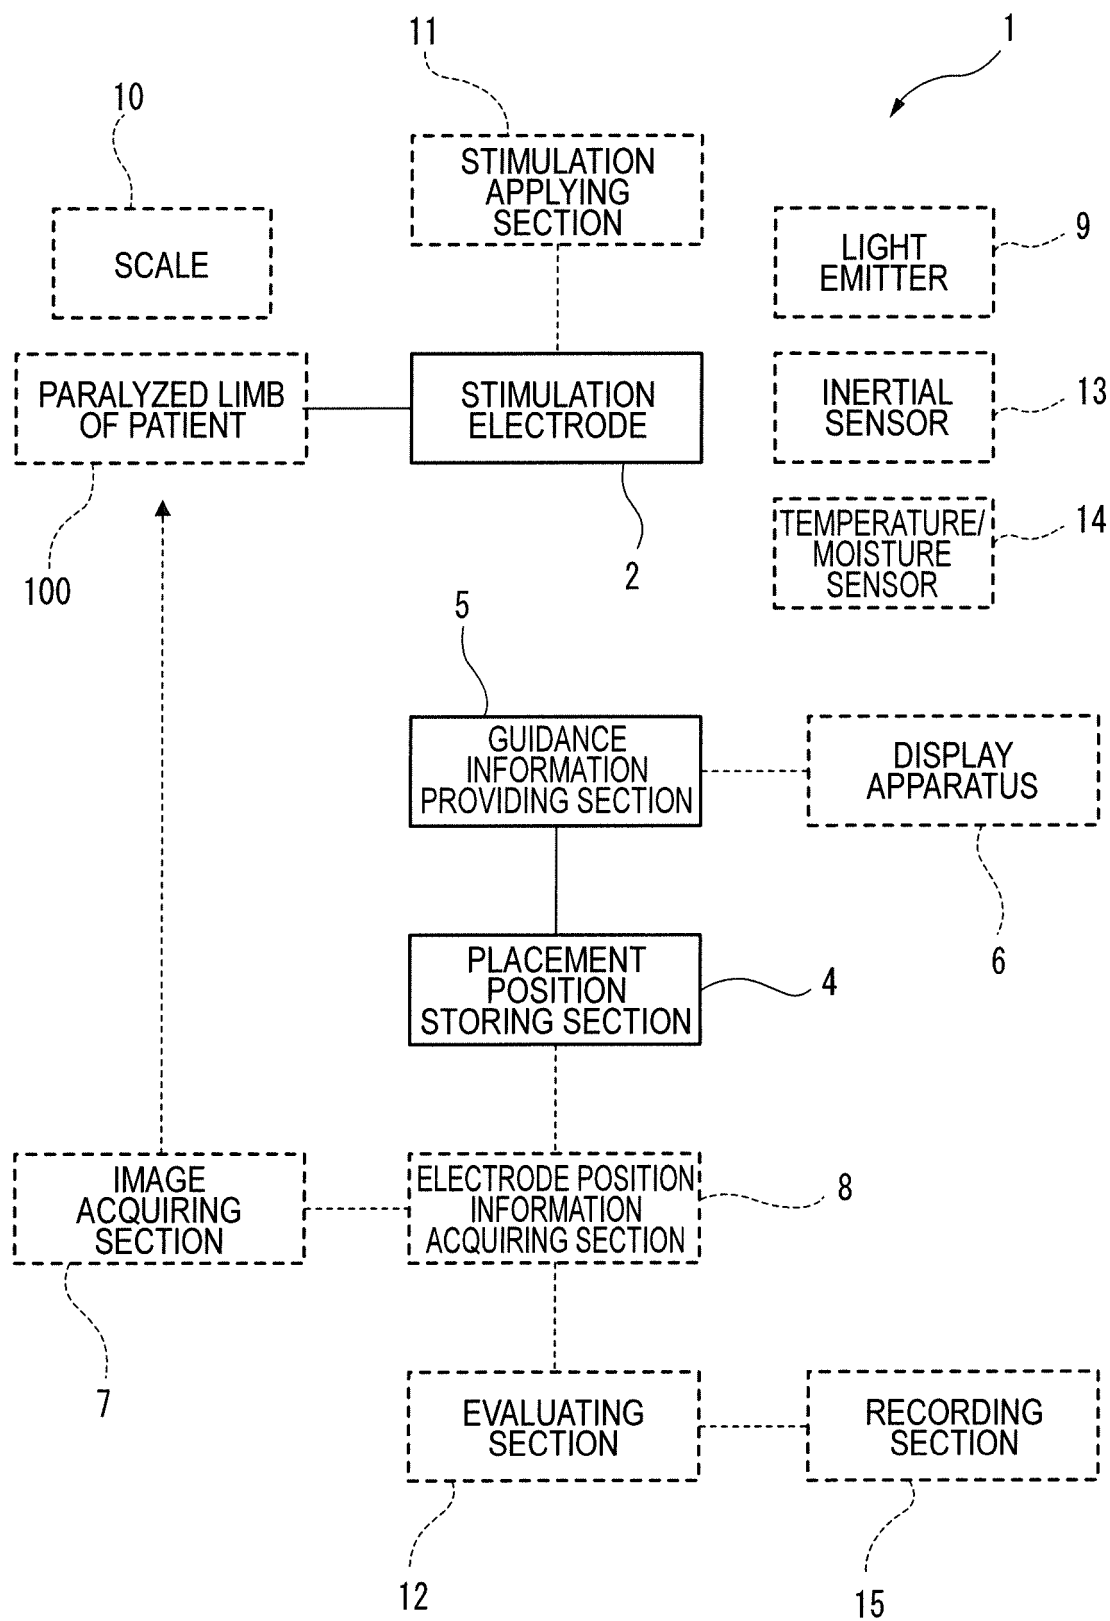 11
1
10
STIMULATION
APPLYING
SECTION
9
SCALE
LIGHT
EMITTER
PARALYZED LIMB
OF PATIENT
STIMULATION
ELECTRODE
INERTIAL
SENSOR
13
TEMPERATURE/
MOISTURE
SENSOR
14
100
2
5
GUIDANCE
INFORMATION
PROVIDING SECTION
DISPLAY
APPARATUS
6
PLACEMENT
POSITION
STORING SECTION
4
IMAGE
ACQUIRING
SECTION
ELECTRODE POSITION
INFORMATION
ACQUIRING SECTION
8
7
EVALUATING
SECTION
RECORDING
SECTION
12
15